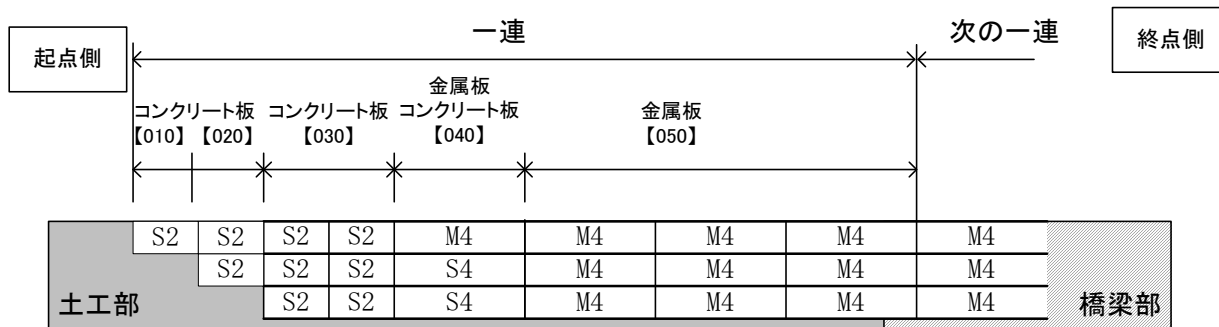 一連
次の一連
起点側
終点側
金属板
コンクリート板 コンクリート板 コンクリート板 金属板
【010】 【020】 【030】 【040】 【050】
S2 S2 S2 S2 M4 M4 M4 M4 M4
S2 S2 S2 S4 M4 M4 M4 M4
土工部 S2 S2 S4 M4 M4 M4 M4 橋梁部